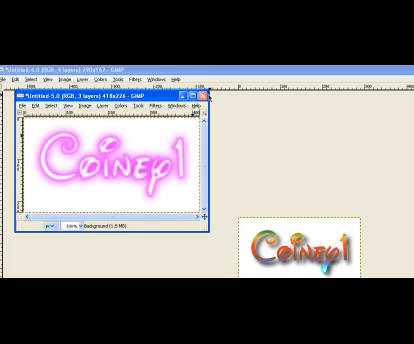 *Untitled-4.0 (RGB, 4 layers) 290x162 - GIMP
File Edit Select View Image Layer Colors Tools Filters Windows Help
*Untitled-5.0 (RGB, 3 layers) 418x226 - GIMP
File Edit Select View Image Layer Colors Tools Filters Windows Help
Coiney1
px 100% Background (1.5 MB)
Coiney1